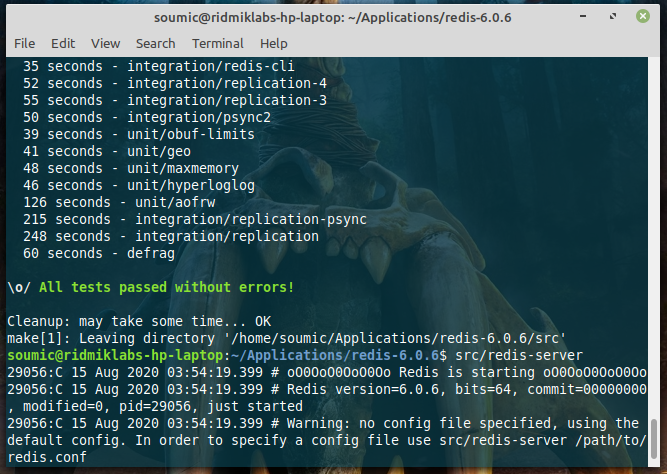 soumic@ridmiklabs-hp-laptop: ~/Applications/redis-6.0.6
File Edit View Search Terminal Help
35 seconds - integration/redis-cli
52 seconds - integration/replication-4
55 seconds - integration/replication-3
50 seconds - integration/psync2
39 seconds - unit/obuf-limits
41 seconds - unit/geo
48 seconds - unit/maxmemory
46 seconds - unit/hyperloglog
126 seconds - unit/aofrw
215 seconds - integration/replication-psync
248 seconds - integration/replication
60 seconds - defrag
\o/ All tests passed without errors!
Cleanup: may take some time... OK
make[1]: Leaving directory '/home/soumic/Applications/redis-6.0.6/src'
soumic@ridmiklabs-hp-laptop:~/Applications/redis-6.0.6$ src/redis-server
29056:C 15 Aug 2020 03:54:19.399 # oO0OoO0OoO0Oo Redis is starting oO0OoO0OoO0Oo
29056:C 15 Aug 2020 03:54:19.399 # Redis version=6.0.6, bits=64, commit=00000000
, modified=0, pid=29056, just started
29056:C 15 Aug 2020 03:54:19.399 # Warning: no config file specified, using the
default config. In order to specify a config file use src/redis-server /path/to/
redis.conf